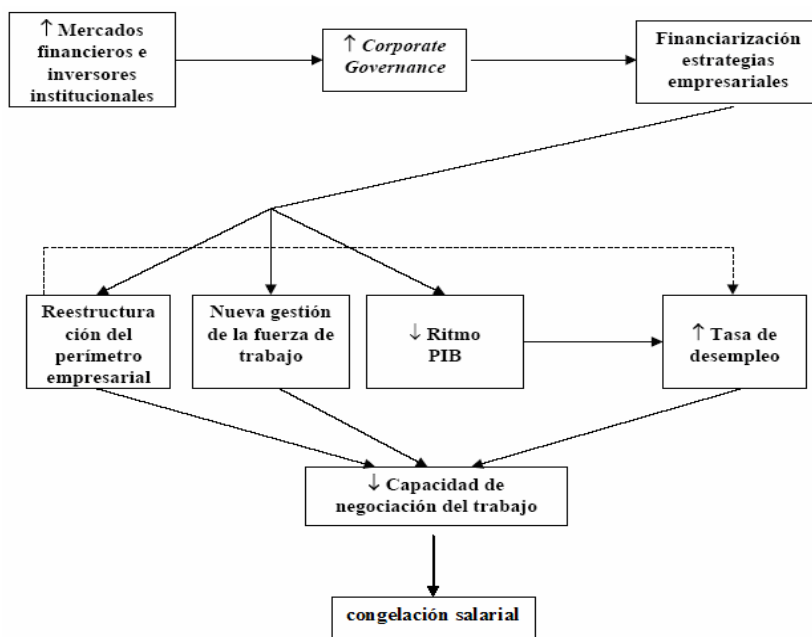 ↑ Mercados
financieros e
inversores
institucionales
↑ Corporate
Governance
Financiarización
estrategias
empresariales
Reestructura
ción del
perímetro
empresarial
Nueva gestión
de la fuerza de
trabajo
↓ Ritmo
PIB
↑ Tasa de
desempleo
↓ Capacidad de
negociación del trabajo
congelación salarial